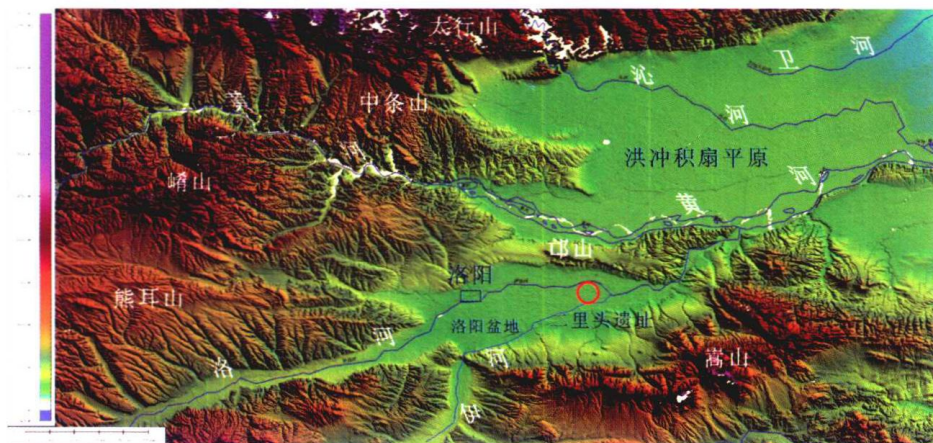 太行山
卫河
沁河
中条山
黄河
洪冲积扇平原
崤山
黄河
邙山
洛阳
熊耳山
二里头遗址
洛阳盆地
洛河
嵩山
伊河